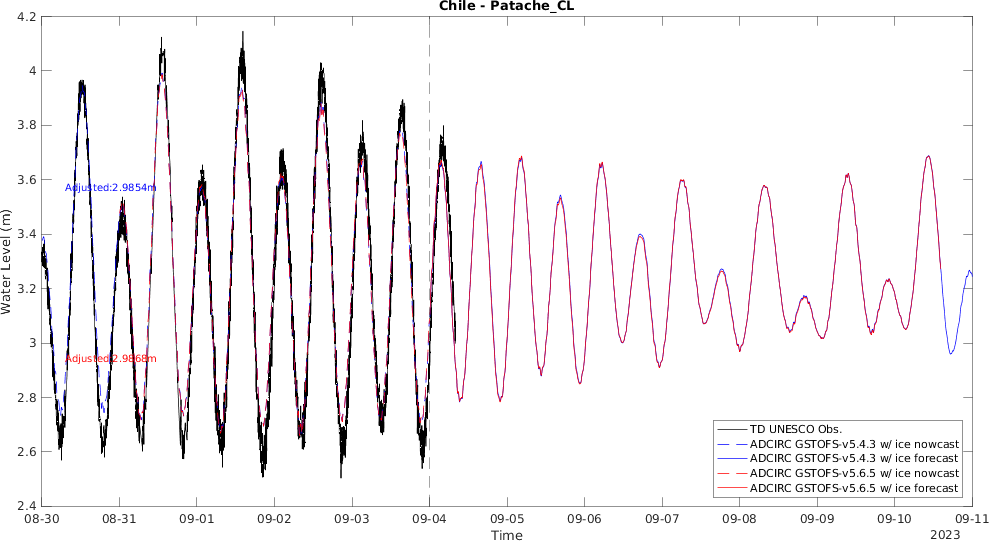 Chile - Patache_CL
Water Level (m)
4.2
4
3.8
3.6
3.4
3.2
3
2.8
2.6
2.4
Adjusted:2.9854m
Adjusted:2.9868m
TD UNESCO Obs.
ADCIRC GSTOFS-v5.4.3 w/ ice nowcast
ADCIRC GSTOFS-v5.4.3 w/ ice forecast
ADCIRC GSTOFS-v5.6.5 w/ ice nowcast
ADCIRC GSTOFS-v5.6.5 w/ ice forecast
08-30 08-31 09-01 09-02 09-03 09-04 09-05 09-06 09-07 09-08 09-09 09-10 09-11
Time
2023